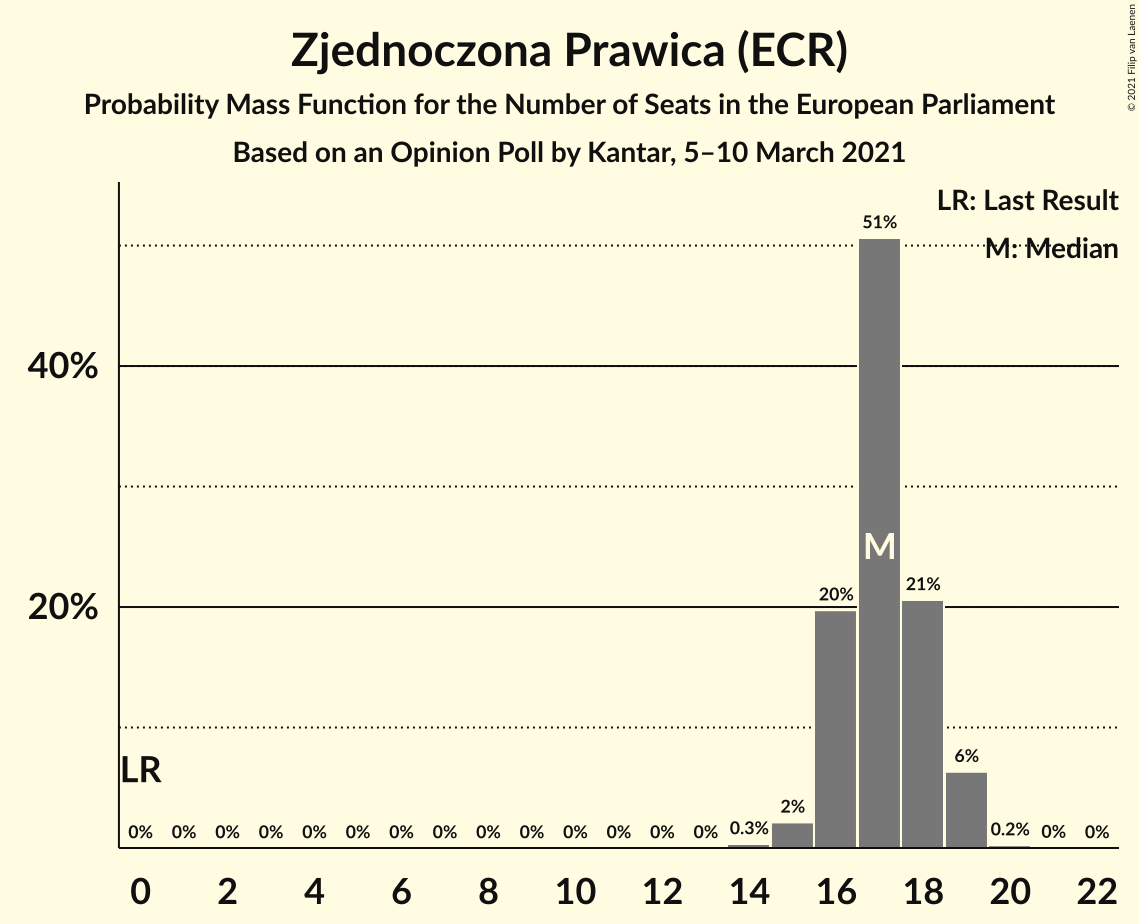 Zjednoczona Prawica (ECR)
Probability Mass Function for the Number of Seats in the European Parliament
Based on an Opinion Poll by Kantar, 5–10 March 2021
© 2021 Filip van Laenen
LR: Last Result
M: Median
51%
40%
M
20%
20%
21%
LR
6%
2%
0% 0% 0% 0% 0% 0% 0% 0% 0% 0% 0% 0% 0% 0% 0.3% 0.2% 0% 0%
0 2 4 6 8 10 12 14 16 18 20 22